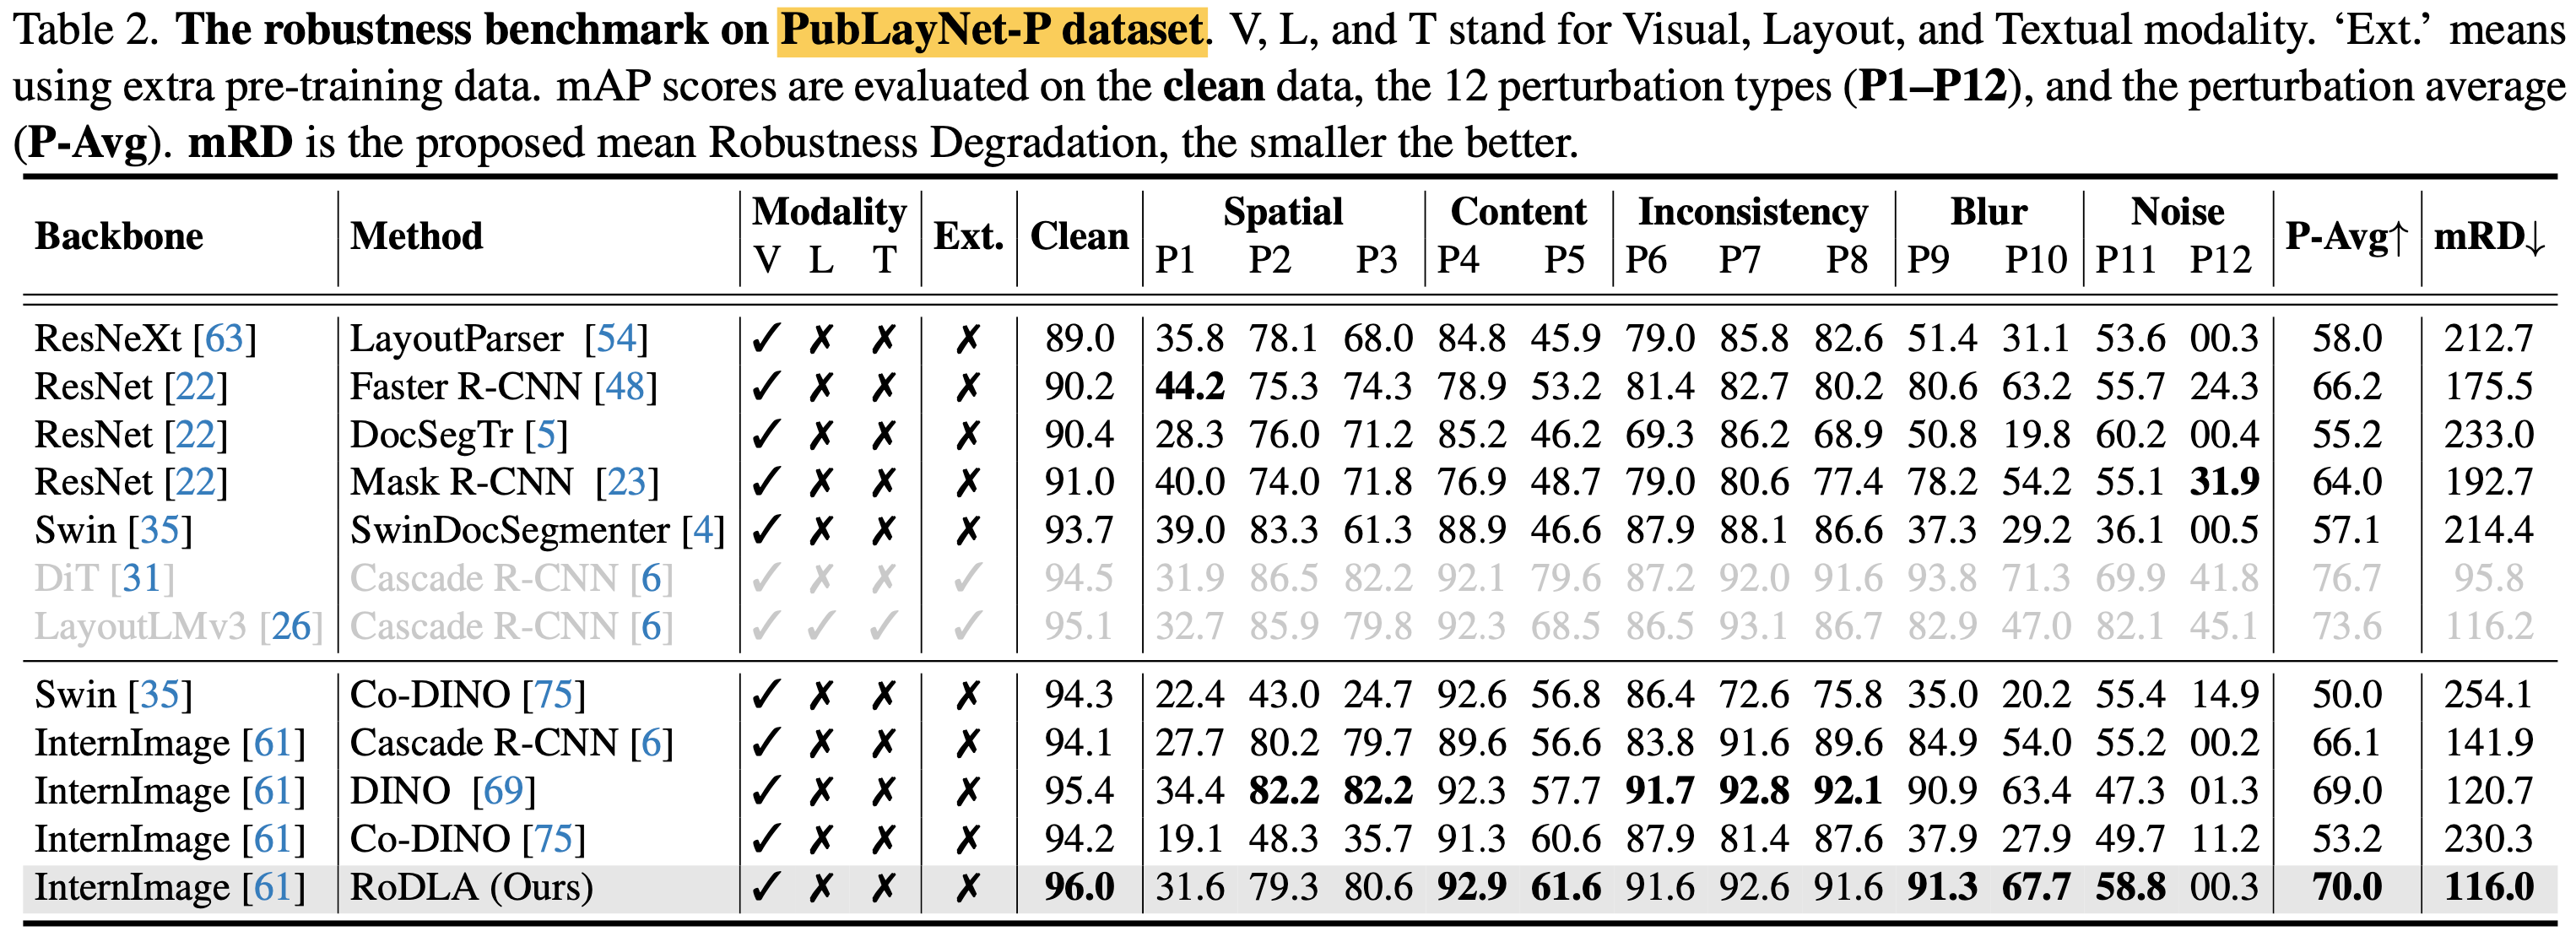 Table 2. The robustness benchmark on PubLayNet-P dataset. V, L, and T stand for Visual, Layout, and Textual modality. ‘Ext.’ means
using extra pre-training data. mAP scores are evaluated on the clean data, the 12 perturbation types (P1–P12), and the perturbation average
(P-Avg). mRD is the proposed mean Robustness Degradation, the smaller the better.
Backbone Method Modality Ext. Clean Spatial Content Inconsistency Blur Noise P-Avg↑ mRD↓
V L T P1 P2 P3 P4 P5 P6 P7 P8 P9 P10 P11 P12
ResNeXt [63] LayoutParser [54] ✓ ✗ ✗ ✗ 89.0 35.8 78.1 68.0 84.8 45.9 79.0 85.8 82.6 51.4 31.1 53.6 00.3 58.0 212.7
ResNet [22] Faster R-CNN [48] ✓ ✗ ✗ ✗ 90.2 44.2 75.3 74.3 78.9 53.2 81.4 82.7 80.2 80.6 63.2 55.7 24.3 66.2 175.5
ResNet [22] DocSegTr [5] ✓ ✗ ✗ ✗ 90.4 28.3 76.0 71.2 85.2 46.2 69.3 86.2 68.9 50.8 19.8 60.2 00.4 55.2 233.0
ResNet [22] Mask R-CNN [23] ✓ ✗ ✗ ✗ 91.0 40.0 74.0 71.8 76.9 48.7 79.0 80.6 77.4 78.2 54.2 55.1 31.9 64.0 192.7
Swin [35] SwinDocSegmenter [4] ✓ ✗ ✗ ✗ 93.7 39.0 83.3 61.3 88.9 46.6 87.9 88.1 86.6 37.3 29.2 36.1 00.5 57.1 214.4
DiT [31] Cascade R-CNN [6] ✓ ✗ ✗ ✓ 94.5 31.9 86.5 82.2 92.1 79.6 87.2 92.0 91.6 93.8 71.3 69.9 41.8 76.7 95.8
LayoutLMv3 [26] Cascade R-CNN [6] ✓ ✓ ✓ ✓ 95.1 32.7 85.9 79.8 92.3 68.5 86.5 93.1 86.7 82.9 47.0 82.1 45.1 73.6 116.2
Swin [35] Co-DINO [75] ✓ ✗ ✗ ✗ 94.3 22.4 43.0 24.7 92.6 56.8 86.4 72.6 75.8 35.0 20.2 55.4 14.9 50.0 254.1
InternImage [61] Cascade R-CNN [6] ✓ ✗ ✗ ✗ 94.1 27.7 80.2 79.7 89.6 56.6 83.8 91.6 89.6 84.9 54.0 55.2 00.2 66.1 141.9
InternImage [61] DINO [69] ✓ ✗ ✗ ✗ 95.4 34.4 82.2 82.2 92.3 57.7 91.7 92.8 92.1 90.9 63.4 47.3 01.3 69.0 120.7
InternImage [61] Co-DINO [75] ✓ ✗ ✗ ✗ 94.2 19.1 48.3 35.7 91.3 60.6 87.9 81.4 87.6 37.9 27.9 49.7 11.2 53.2 230.3
InternImage [61] RoDLA (Ours) ✓ ✗ ✗ ✗ 96.0 31.6 79.3 80.6 92.9 61.6 91.6 92.6 91.6 91.3 67.7 58.8 00.3 70.0 116.0